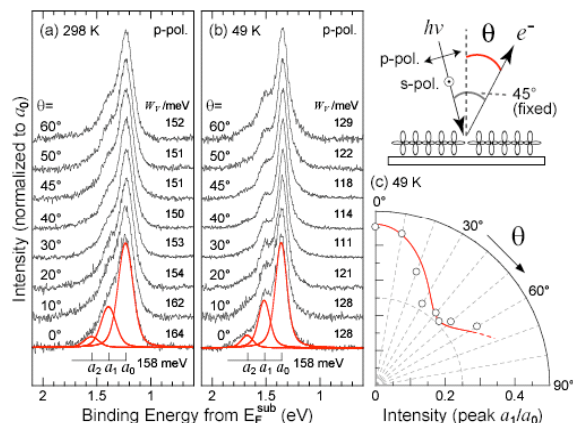 (a) 298 K p-pol.
θ= W_V /meV
60° 152
50° 151
45° 151
40° 150
30° 153
20° 154
10° 162
0° 164
a2 a1 a0 158 meV
2 1
(b) 49 K p-pol.
θ= W_V /meV
60° 129
50° 122
45° 118
40° 114
30° 111
20° 121
10° 128
0° 128
a2 a1 a0 158 meV
2 1
Intensity (normalized to a0)
Binding Energy from E_F^sub (eV)
hν θ e-
p-pol.
s-pol.
45°
(fixed)
(c) 49 K
0°
30° θ
60°
90°
0.0 0.2 0.4
Intensity (peak a1/a0)